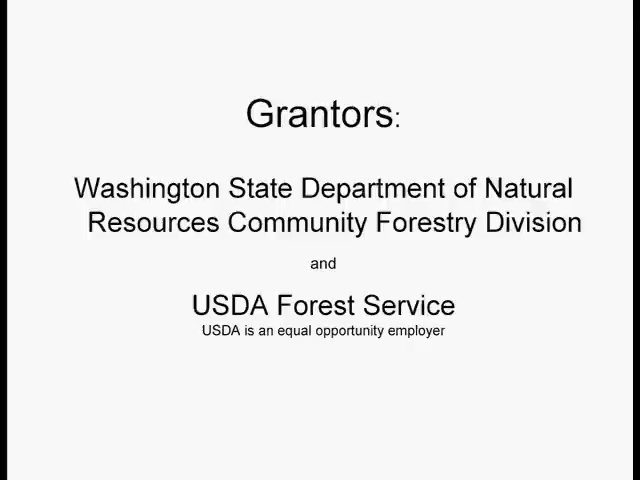 Grantors:
Washington State Department of Natural
Resources Community Forestry Division
and
USDA Forest Service
USDA is an equal opportunity employer